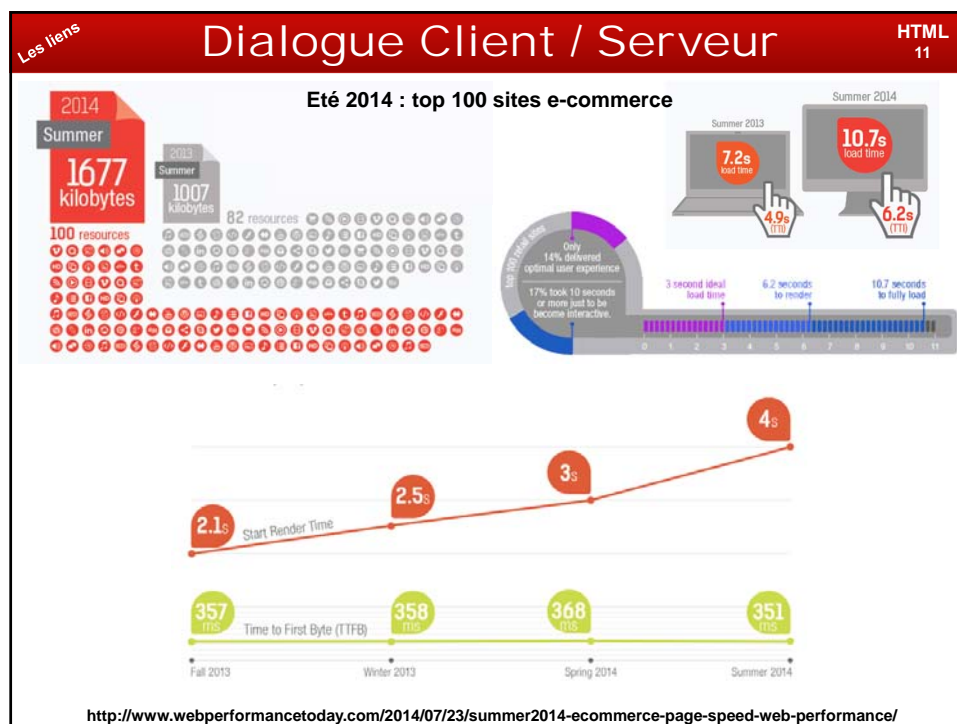 Les liens
Dialogue Client / Serveur
HTML
11
Eté 2014 : top 100 sites e-commerce
2014
Summer
1677
kilobytes
100 resources
2013
Summer
1007
kilobytes
82 resources
Summer 2013
7.2s
load time
4.9s
(TTI)
Summer 2014
10.7s
load time
6.2s
(TTI)
top 100 retail sites
Only
14% delivered
optimal user experience
17% took 10 seconds
or more just to be
become interactive.
3 second ideal
load time
6.2 seconds
to render
10.7 seconds
to fully load
0 1 2 3 4 5 6 7 8 9 10 11
2.1s
2.5s
3s
4s
Start Render Time
357
ms
358
ms
368
ms
351
ms
Time to First Byte (TTFB)
Fall 2013
Winter 2013
Spring 2014
Summer 2014
http://www.webperformancetoday.com/2014/07/23/summer2014-ecommerce-page-speed-web-performance/